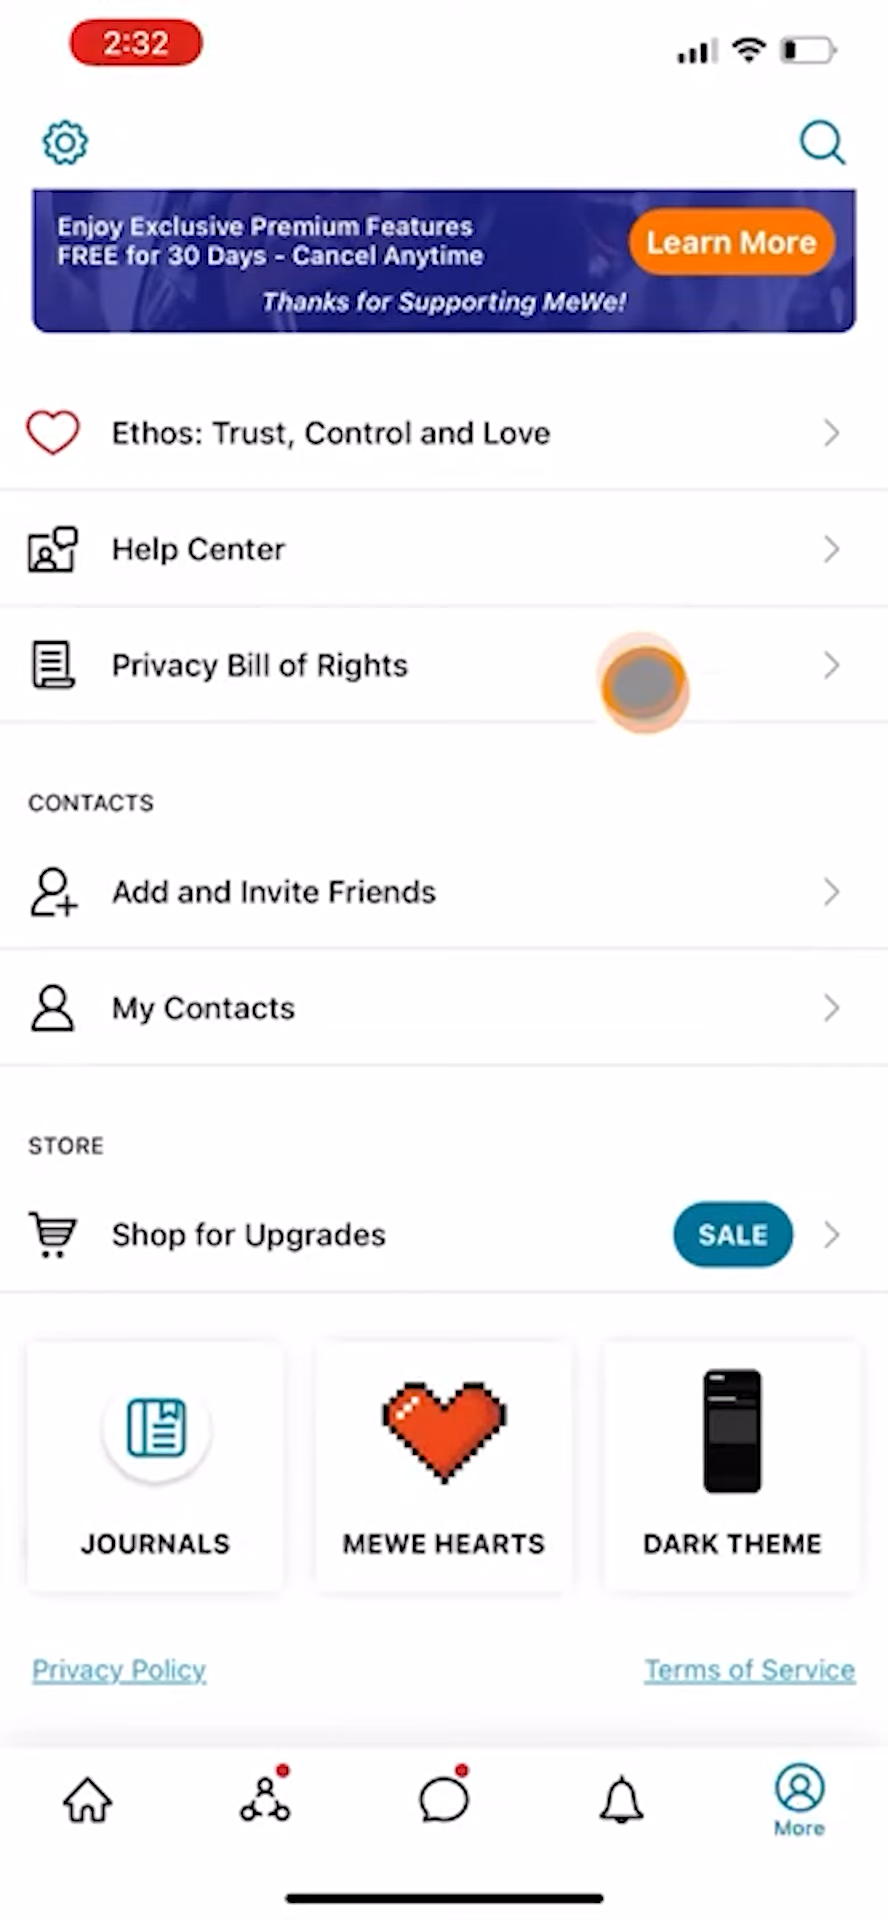 2:32
Enjoy Exclusive Premium Features
FREE for 30 Days - Cancel Anytime
Learn More
Thanks for Supporting MeWe!
Ethos: Trust, Control and Love
Help Center
Privacy Bill of Rights
CONTACTS
Add and Invite Friends
My Contacts
STORE
Shop for Upgrades
SALE
JOURNALS
MEWE HEARTS
DARK THEME
Privacy Policy
Terms of Service
More